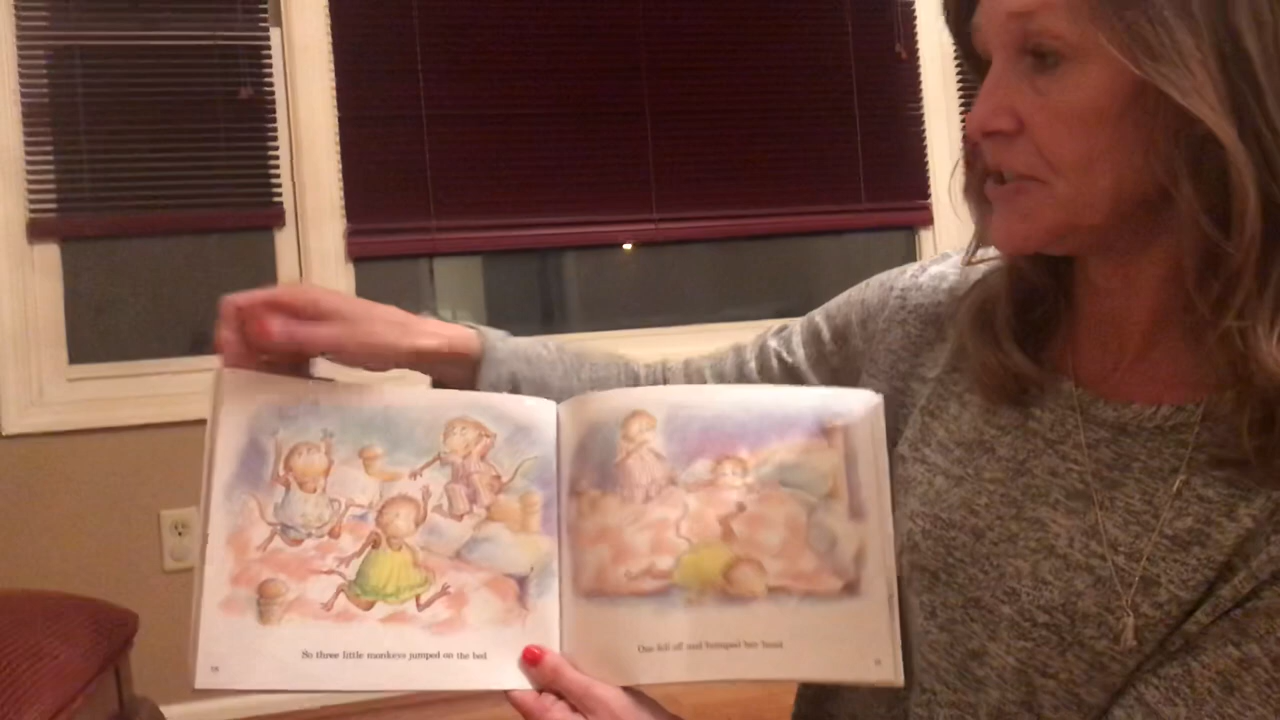 So three little monkeys jumped on the bed.
One fell off and bumped her head.